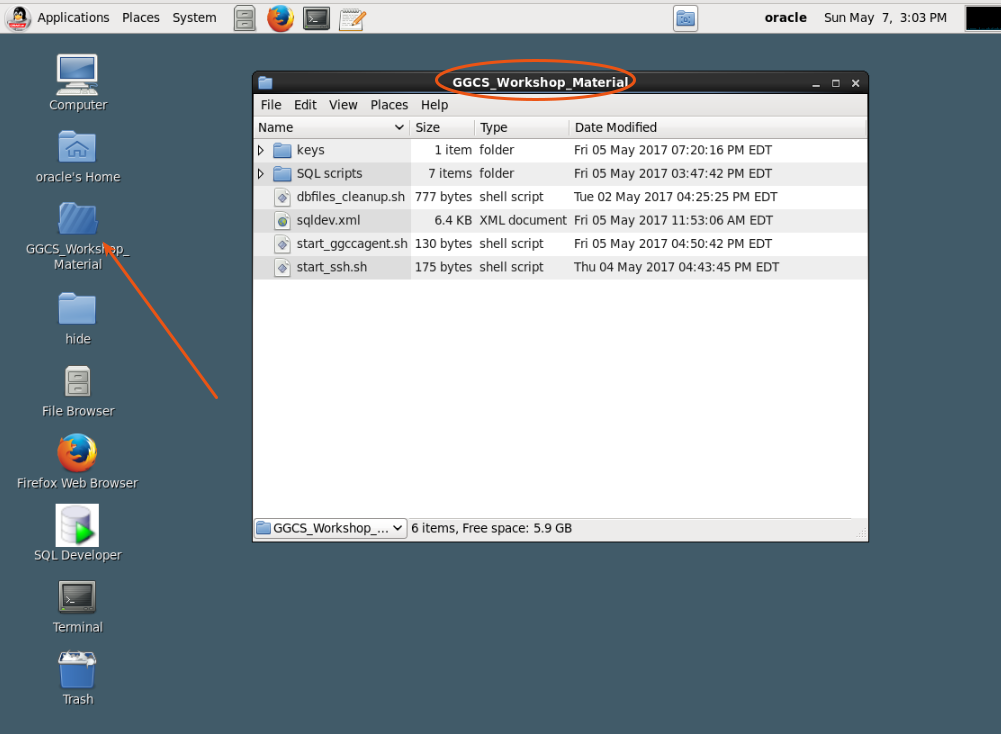 Applications Places System oracle Sun May 7, 3:03 PM
Computer
oracle's Home
GGCS_Workshop_
Material
hide
File Browser
Firefox Web Browser
SQL Developer
Terminal
Trash
GGCS_Workshop_Material
File Edit View Places Help
Name Size Type Date Modified
keys 1 item folder Fri 05 May 2017 07:20:16 PM EDT
SQL scripts 7 items folder Fri 05 May 2017 03:47:42 PM EDT
dbfiles_cleanup.sh 777 bytes shell script Tue 02 May 2017 04:25:25 PM EDT
sqldev.xml 6.4 KB XML document Fri 05 May 2017 11:53:06 AM EDT
start_ggccagent.sh 130 bytes shell script Fri 05 May 2017 04:50:42 PM EDT
start_ssh.sh 175 bytes shell script Thu 04 May 2017 04:43:45 PM EDT
GGCS_Workshop_... 6 items, Free space: 5.9 GB